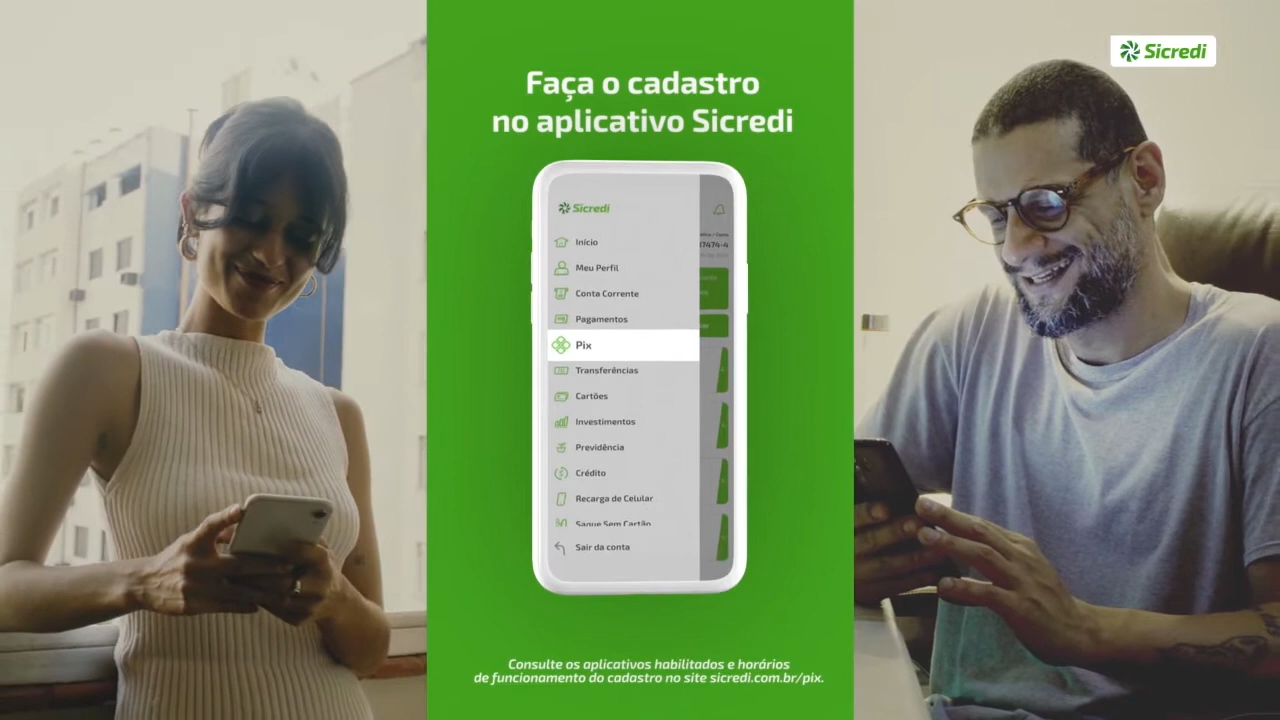 Sicredi
Faça o cadastro
no aplicativo Sicredi
Sicredi
Início
Meu Perfil
Conta Corrente
Pagamentos
Pix
Transferências
Cartões
Investimentos
Previdência
Crédito
Recarga de Celular
Saque Sem Cartão
Sair da conta
7474-4
Consulte os aplicativos habilitados e horários
de funcionamento do cadastro no site sicredi.com.br/pix.